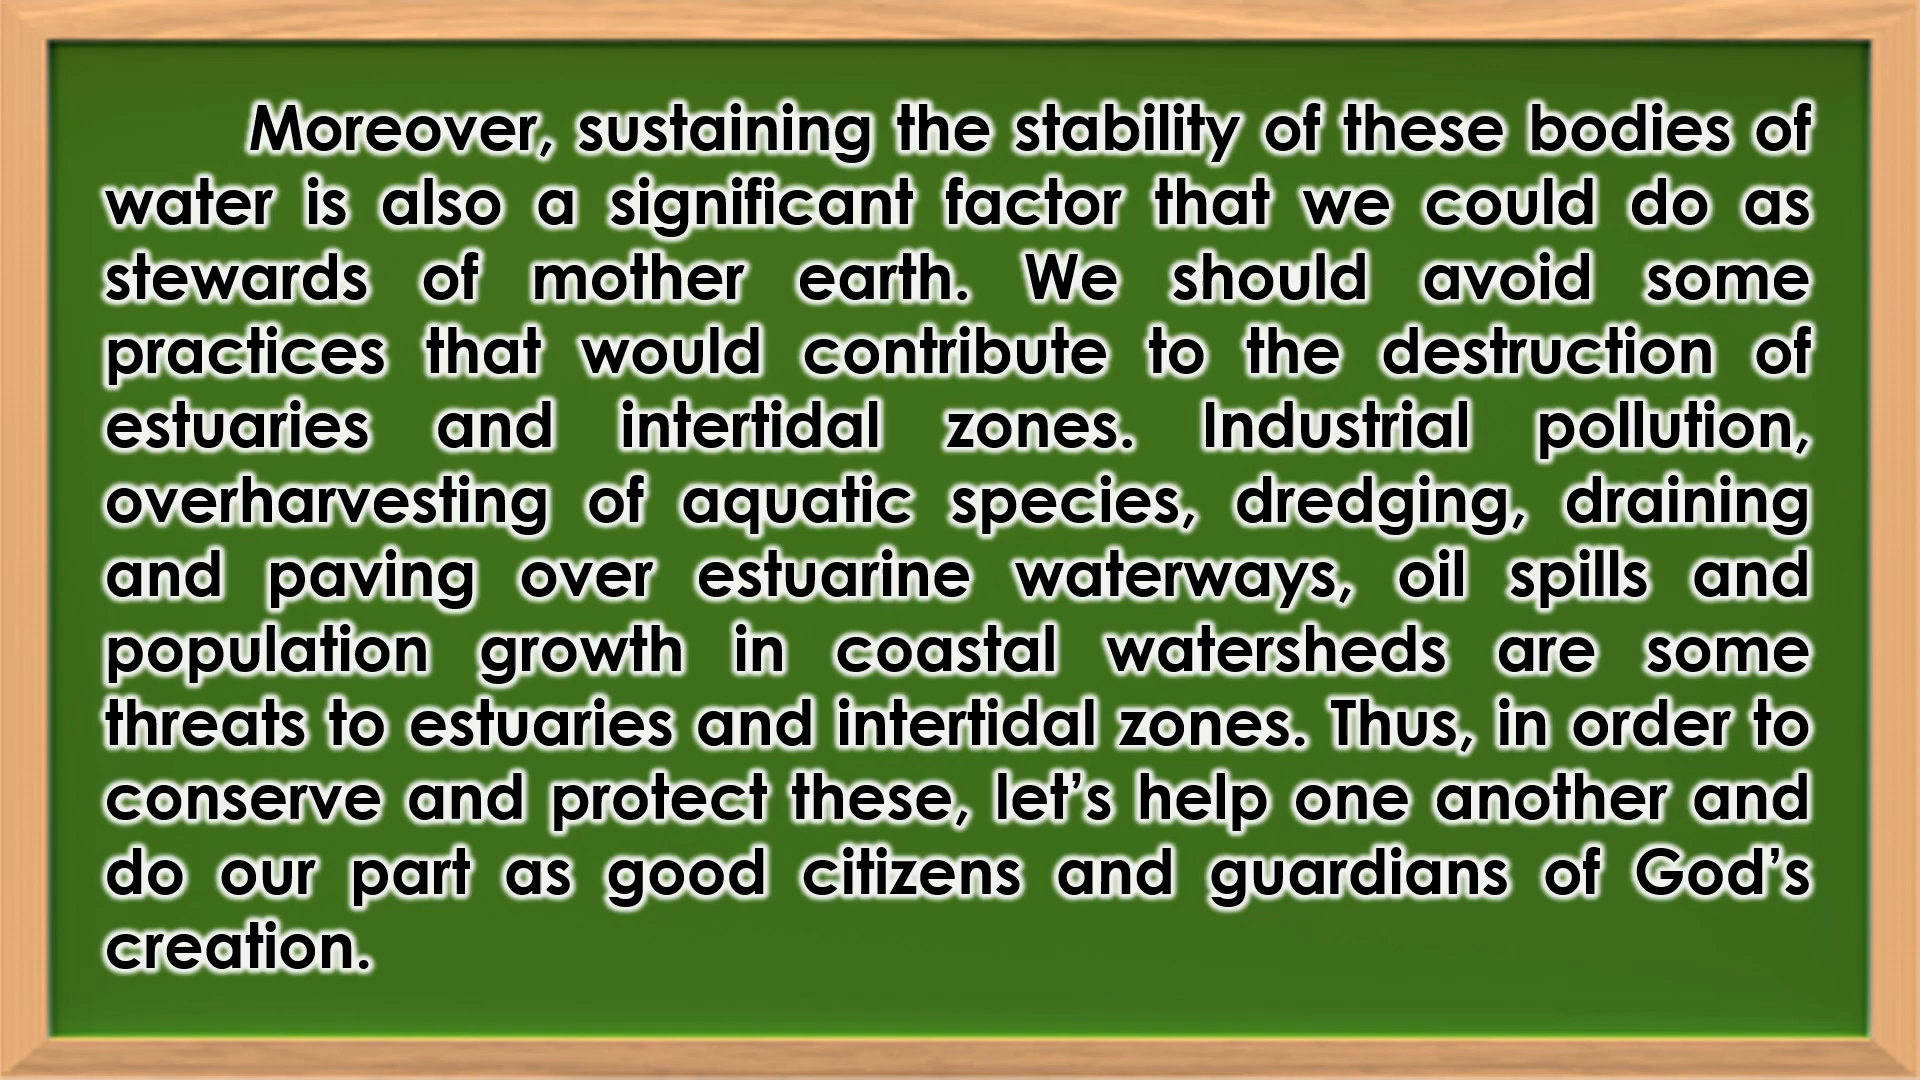 Moreover, sustaining the stability of these bodies of
water is also a significant factor that we could do as
stewards of mother earth. We should avoid some
practices that would contribute to the destruction of
estuaries and intertidal zones. Industrial pollution,
overharvesting of aquatic species, dredging, draining
and paving over estuarine waterways, oil spills and
population growth in coastal watersheds are some
threats to estuaries and intertidal zones. Thus, in order to
conserve and protect these, let’s help one another and
do our part as good citizens and guardians of God’s
creation.